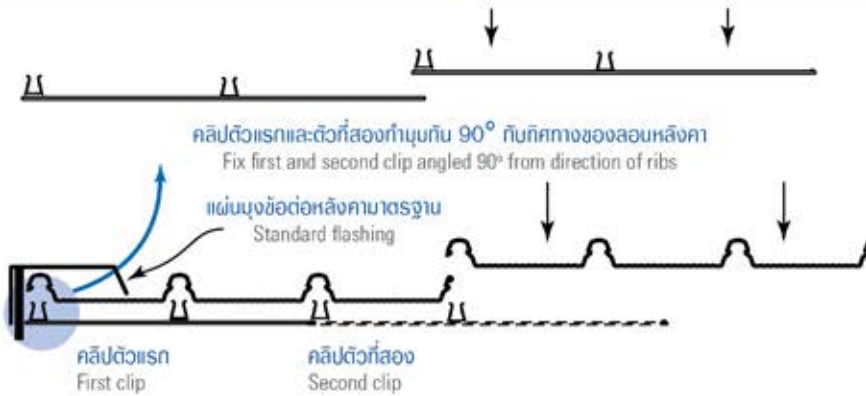 คลิปตัวแรกและตัวที่สองทำมุมกัน 90° กับทิศทางของลอนหลังคา
Fix first and second clip angled 90° from direction of ribs
แผ่นมุงข้อต่อหลังคามาตรฐาน
Standard flashing
คลิปตัวแรก
First clip
คลิปตัวที่สอง
Second clip